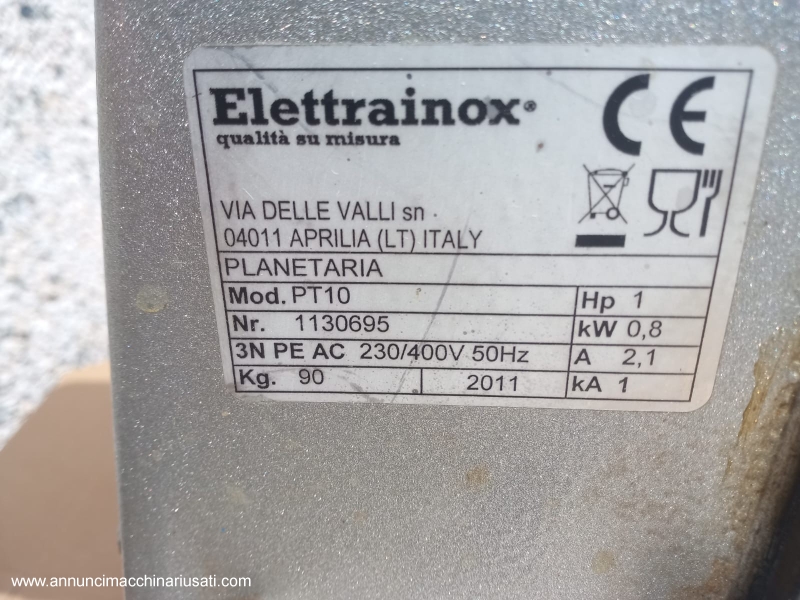 Elettrainox®
qualità su misura
CE
VIA DELLE VALLI sn
04011 APRILIA (LT) ITALY
PLANETARIA
Mod. PT10 Hp 1
Nr. 1130695 kW 0,8
3N PE AC 230/400V 50Hz A 2,1
Kg. 90 2011 kA 1
www.annuncimacchinariusati.com